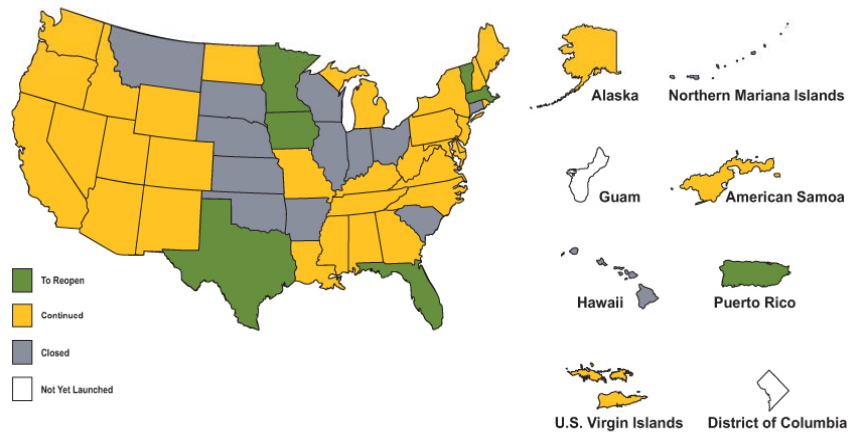 Alaska
Northern Mariana Islands
Guam
American Samoa
To Reopen
Continued
Closed
Not Yet Launched
Hawaii
Puerto Rico
U.S. Virgin Islands
District of Columbia